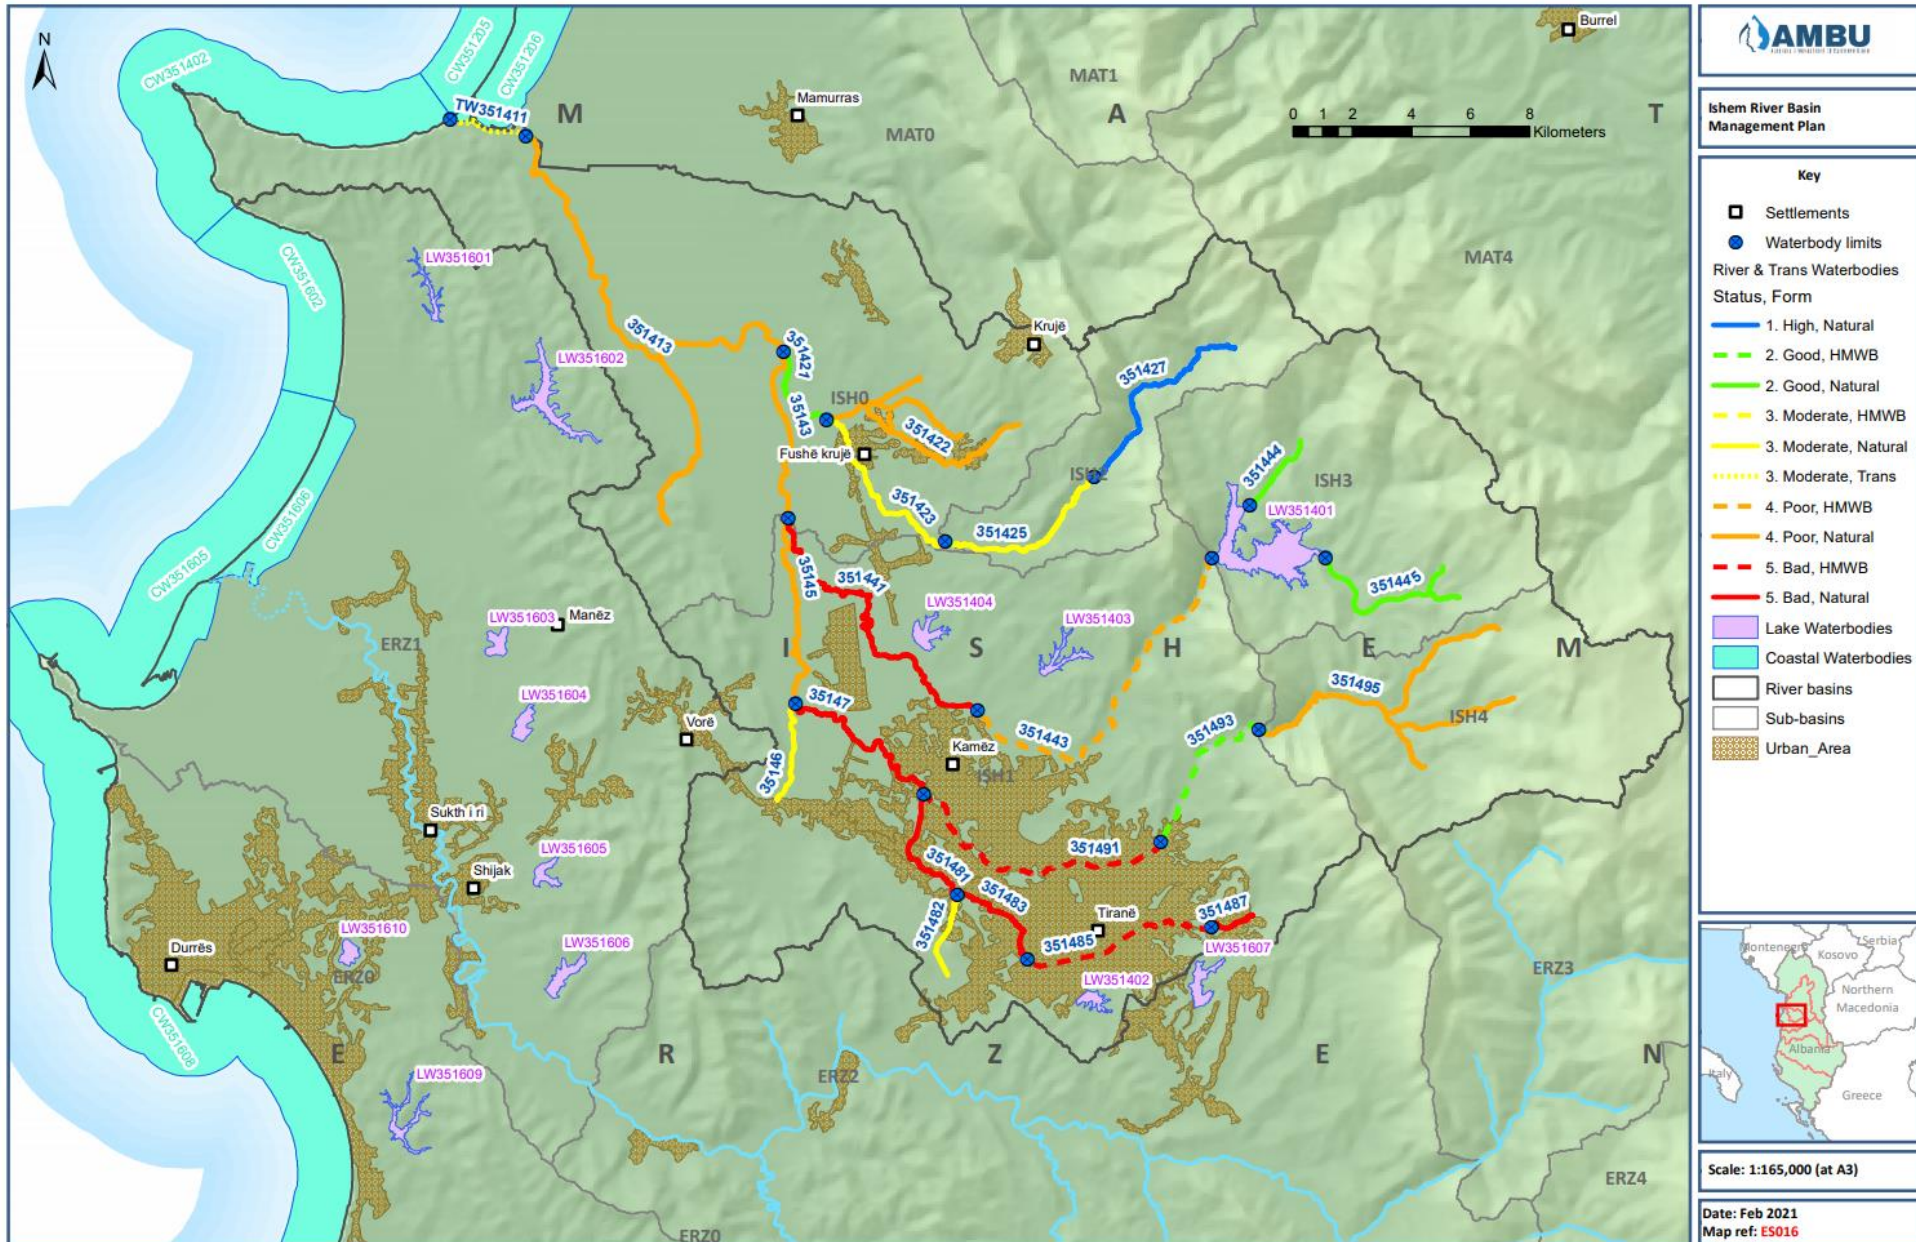 N
CW351402
CW351205
CW351206
TW351411
M
A
T
Mamurras
MAT0
MAT1
Burrel
0 1 2 4 6 8
Kilometers
MAT4
LW351601
CW351602
LW351602
351413
351421
35143
Krujë
351427
ISH0
351422
Fushë krujë
ISH2
351423
351425
351444
ISH3
LW351401
351445
CW351606
CW351605
35145
351441
LW351404
LW351403
LW351603
Manëz
ERZ1
I
S
H
E
M
351495
ISH4
LW351604
35147
Vorë
351443
351493
35146
Kamëz
ISH1
Sukth i ri
351491
LW351605
Shijak
351481
351483
351482
351487
Tiranë
351485
LW351610
Durrës
ERZ0
LW351606
LW351402
LW351607
ERZ3
CW351608
E
R
Z
E
N
LW351609
ERZ2
ERZ4
ERZ0
AMBU
Ishem River Basin
Management Plan
Key
Settlements
Waterbody limits
River & Trans Waterbodies
Status, Form
1. High, Natural
2. Good, HMWB
2. Good, Natural
3. Moderate, HMWB
3. Moderate, Natural
3. Moderate, Trans
4. Poor, HMWB
4. Poor, Natural
5. Bad, HMWB
5. Bad, Natural
Lake Waterbodies
Coastal Waterbodies
River basins
Sub-basins
Urban_Area
Montenegro
Serbia
Kosovo
Northern
Macedonia
Albania
Italy
Greece
Scale: 1:165,000 (at A3)
Date: Feb 2021
Map ref: ES016